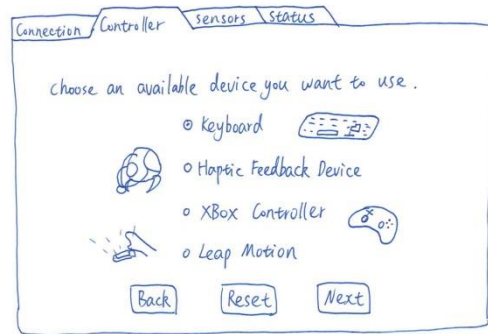 Connection
Controller
sensors
status
choose an available device you want to use.
Keyboard
Haptic Feedback Device
XBox Controller
Leap Motion
Back
Reset
Next